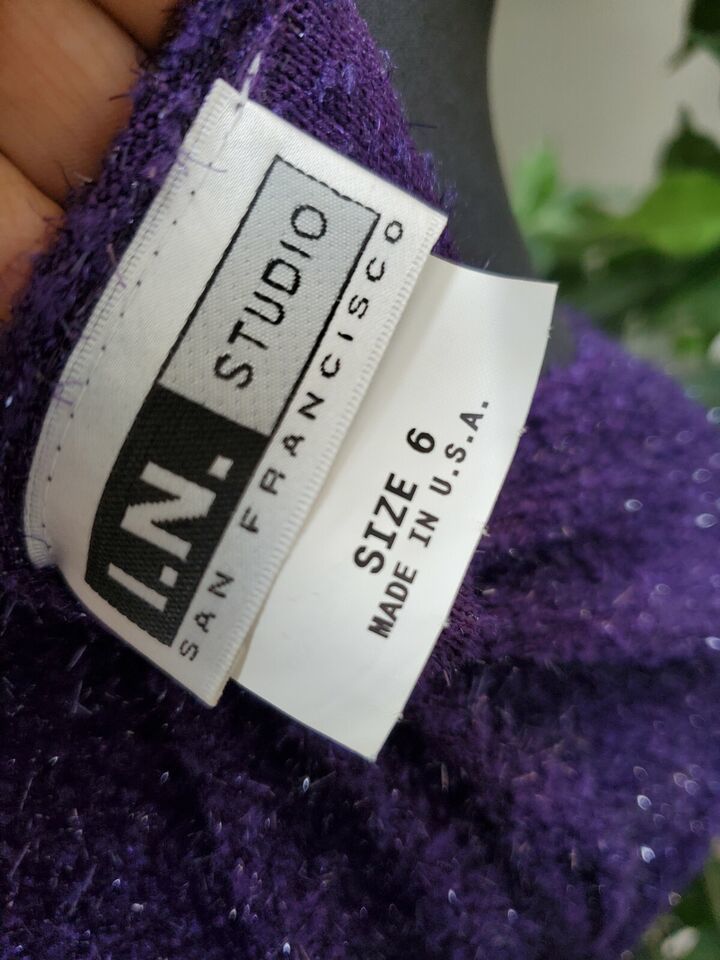 I.N. STUDIO
SAN FRANCISCO
SIZE 6
MADE IN U.S.A.